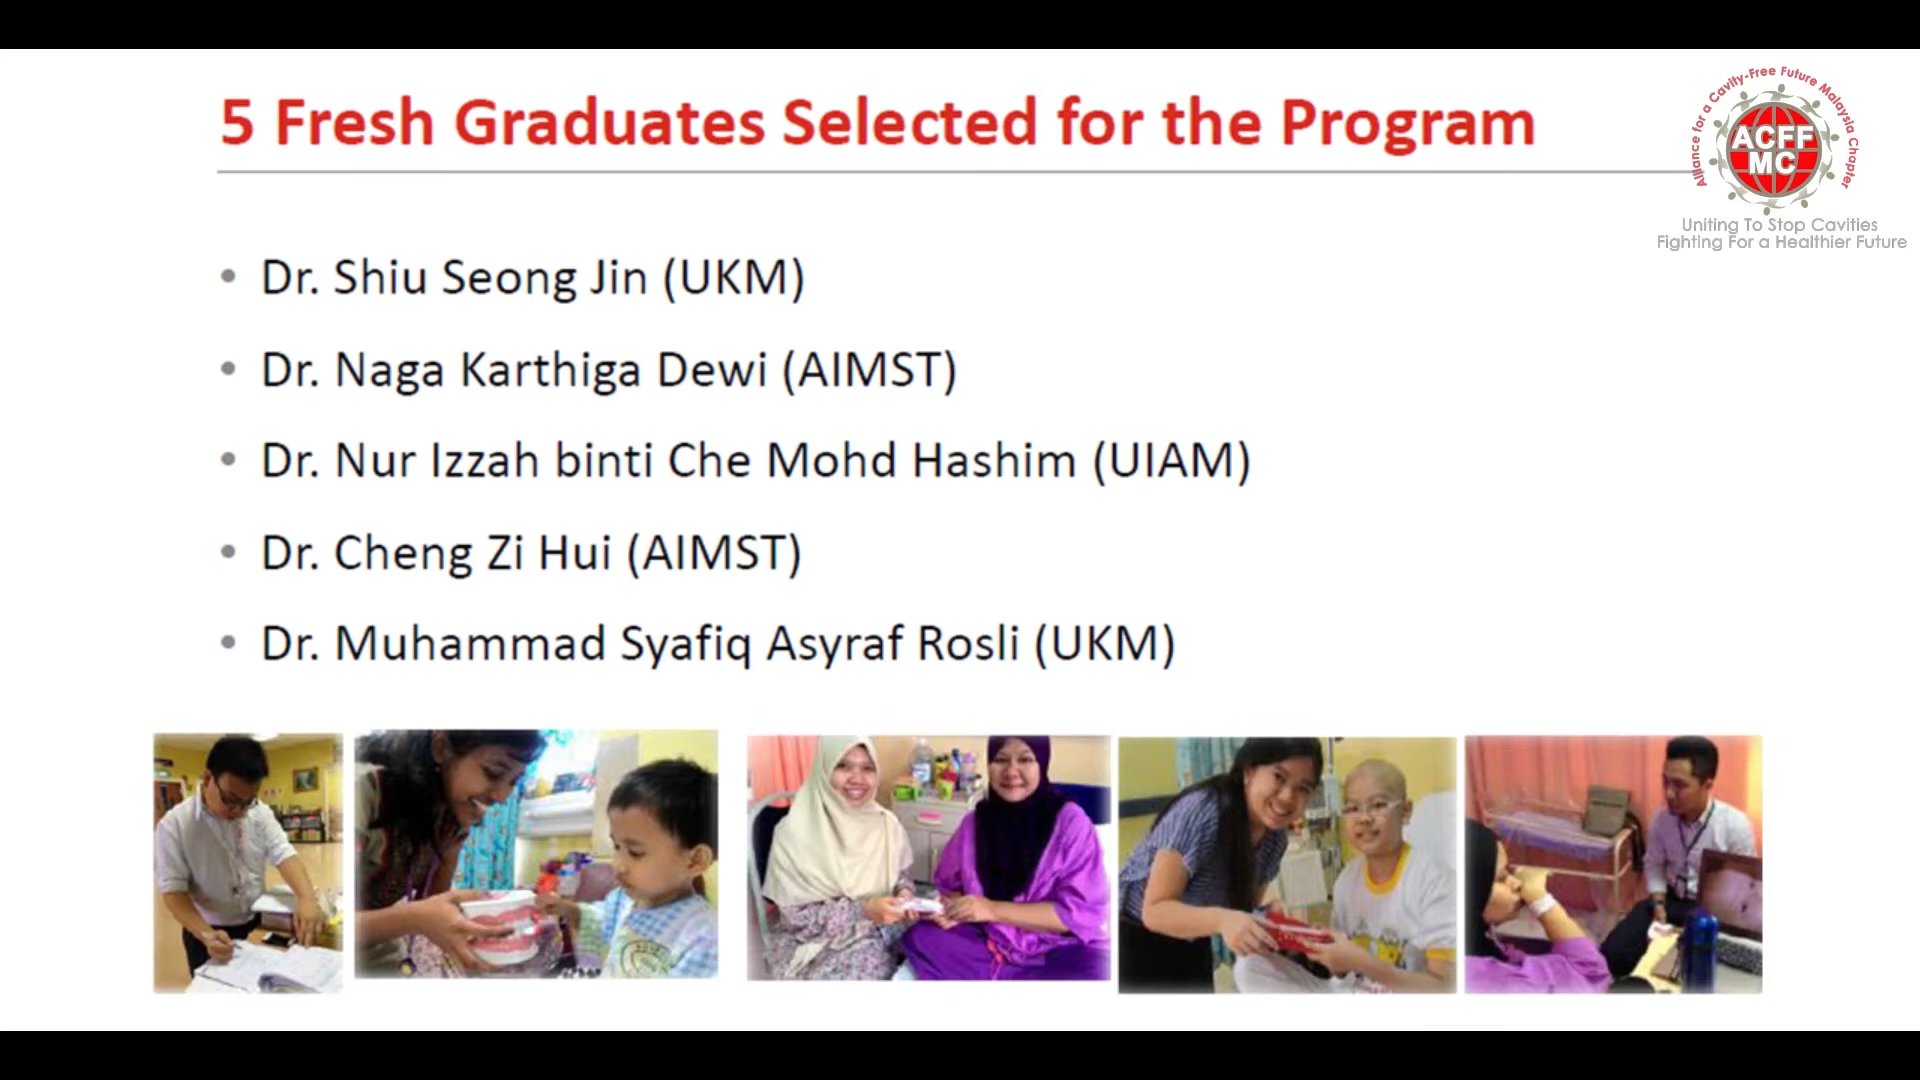 5 Fresh Graduates Selected for the Program
Alliance for a Cavity-Free Future Malaysia Chapter
ACFF
MC
Uniting To Stop Cavities
Fighting For a Healthier Future
• Dr. Shiu Seong Jin (UKM)
• Dr. Naga Karthiga Dewi (AIMST)
• Dr. Nur Izzah binti Che Mohd Hashim (UIAM)
• Dr. Cheng Zi Hui (AIMST)
• Dr. Muhammad Syafiq Asyraf Rosli (UKM)